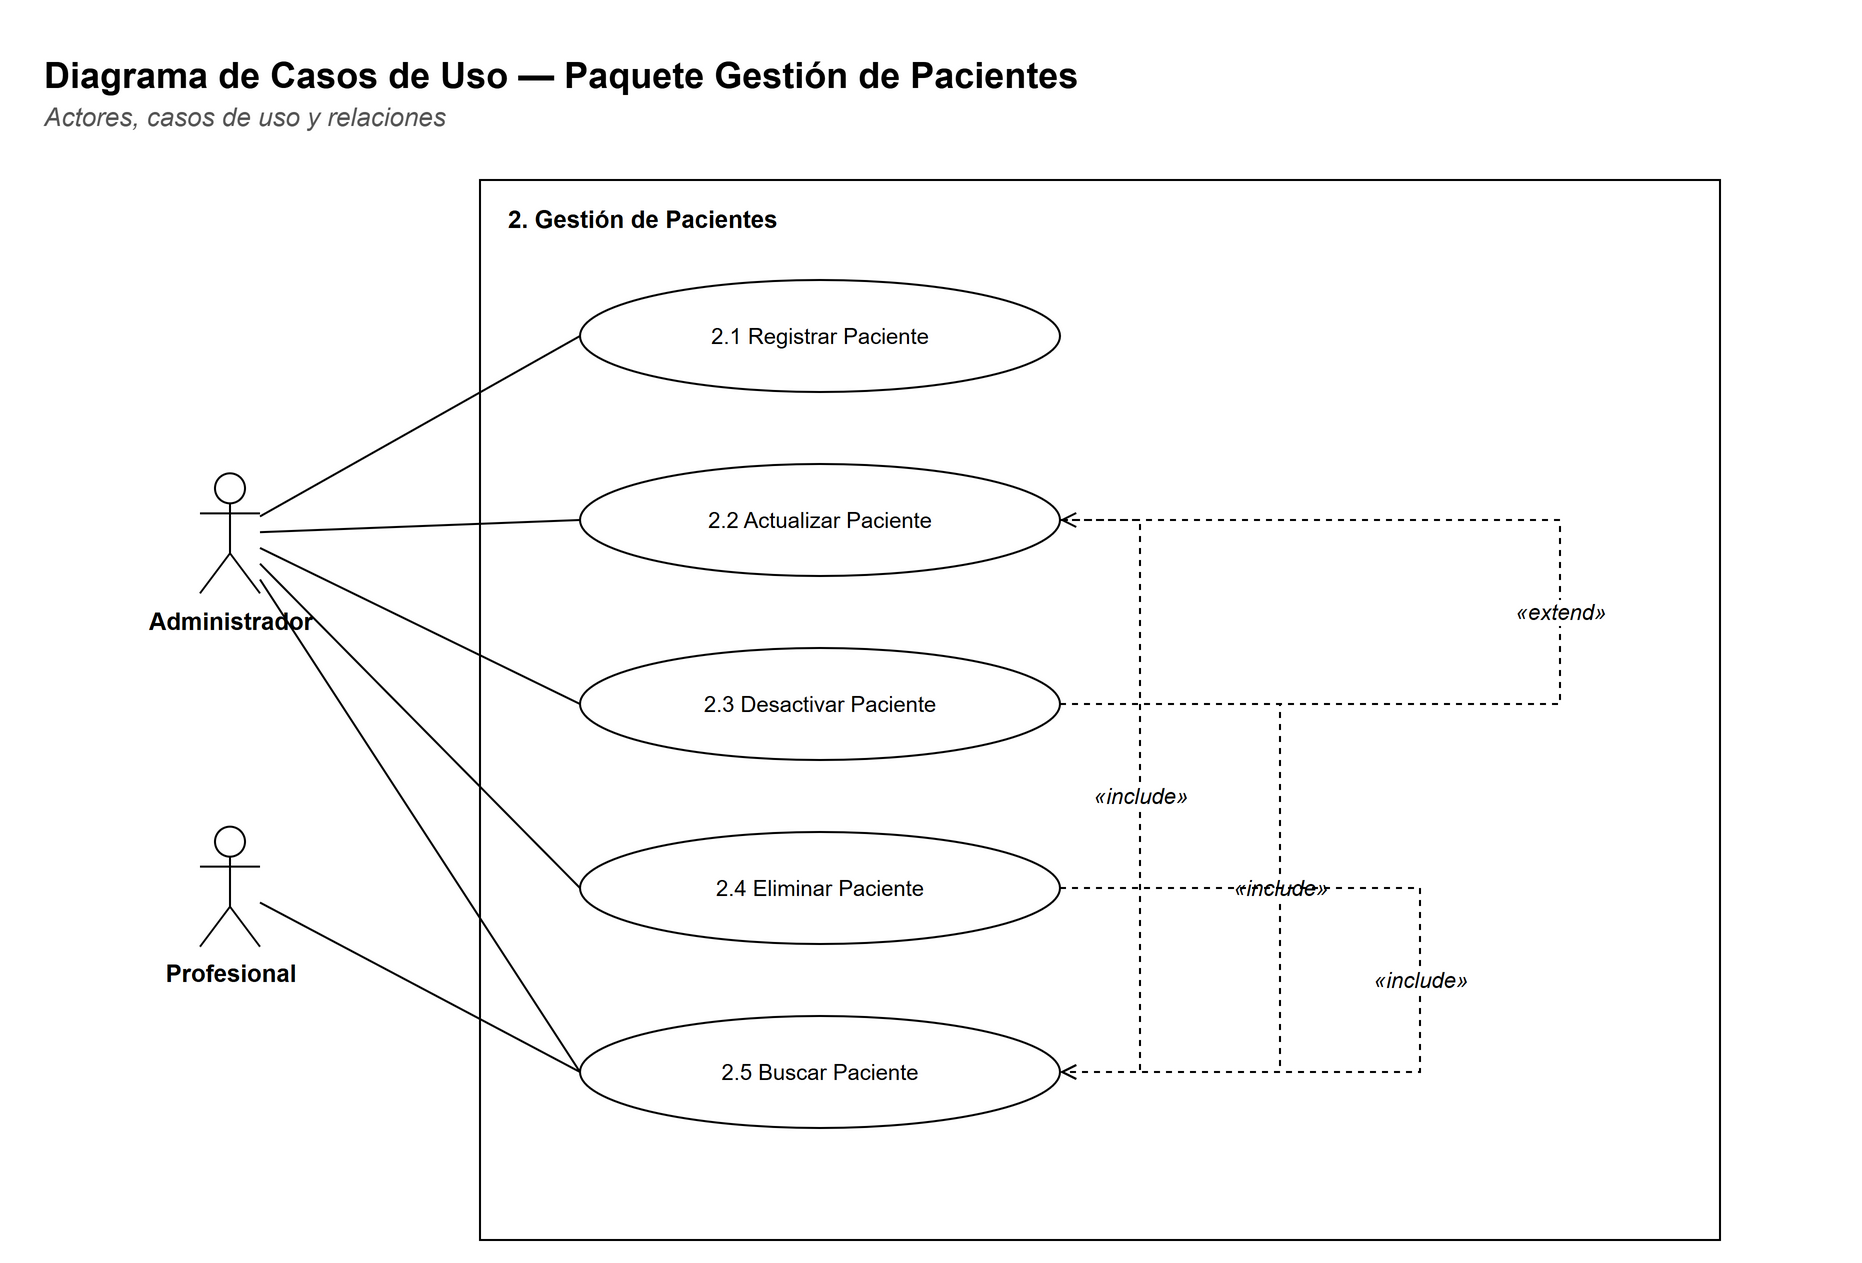 Diagrama de Casos de Uso — Paquete Gestión de Pacientes
Actores, casos de uso y relaciones
2. Gestión de Pacientes
2.1 Registrar Paciente
2.2 Actualizar Paciente
«extend»
Administrador
2.3 Desactivar Paciente
«include»
2.4 Eliminar Paciente
«include»
Profesional
«include»
2.5 Buscar Paciente